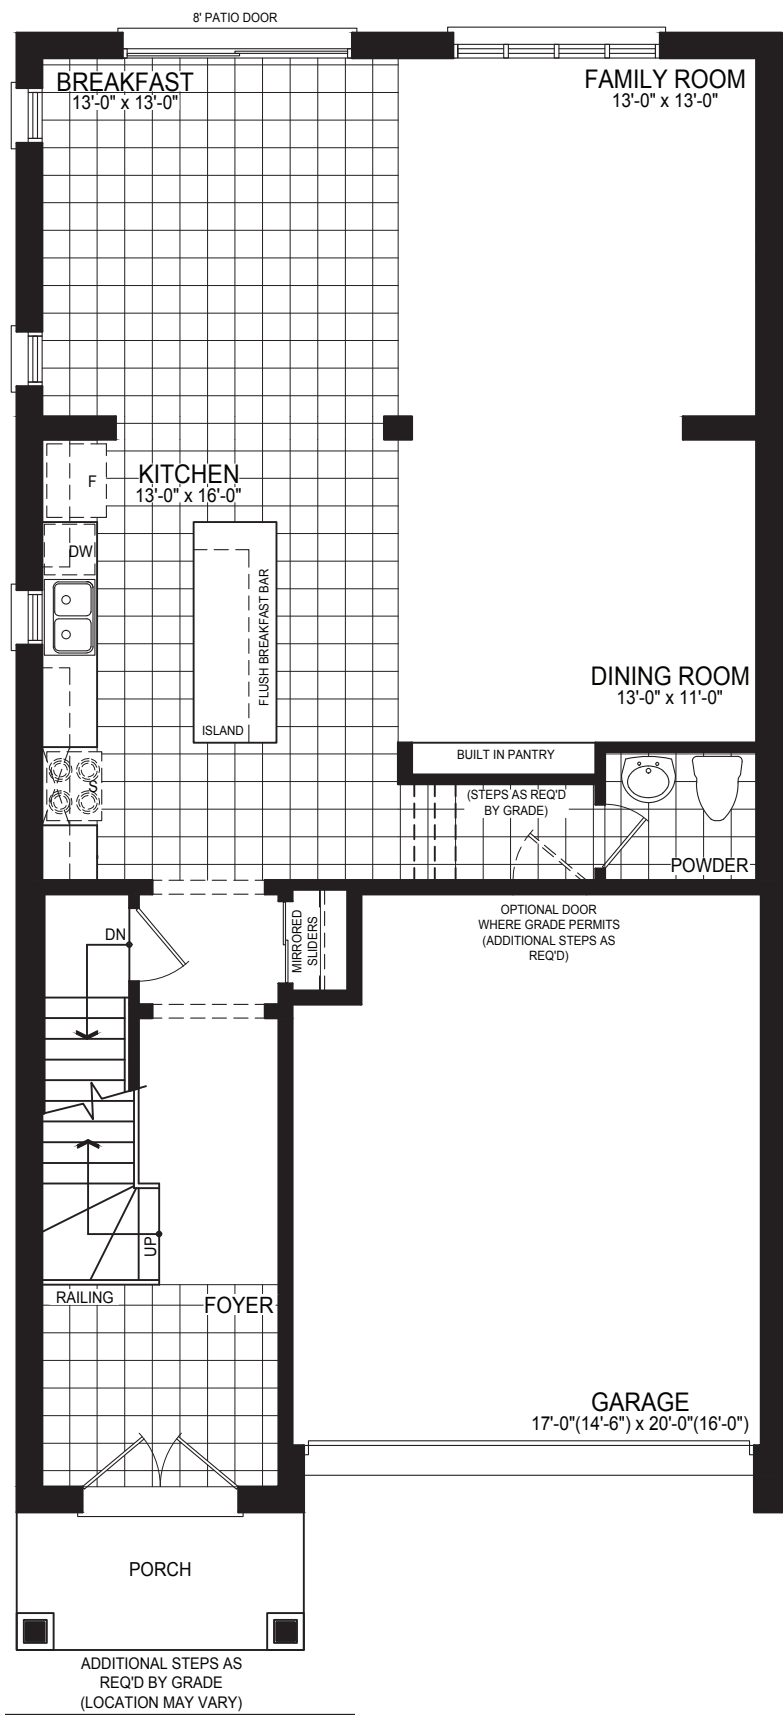 8' PATIO DOOR
BREAKFAST
13'-0" x 13'-0"
FAMILY ROOM
13'-0" x 13'-0"
F
KITCHEN
13'-0" x 16'-0"
DW
FLUSH BREAKFAST BAR
ISLAND
DINING ROOM
13'-0" x 11'-0"
BUILT IN PANTRY
S
(STEPS AS REQ'D
BY GRADE)
POWDER
OPTIONAL DOOR
WHERE GRADE PERMITS
(ADDITIONAL STEPS AS
REQ'D)
DN
MIRRORED
SLIDERS
UP
RAILING
FOYER
GARAGE
17'-0"(14'-6") x 20'-0"(16'-0")
PORCH
ADDITIONAL STEPS AS
REQ'D BY GRADE
(LOCATION MAY VARY)